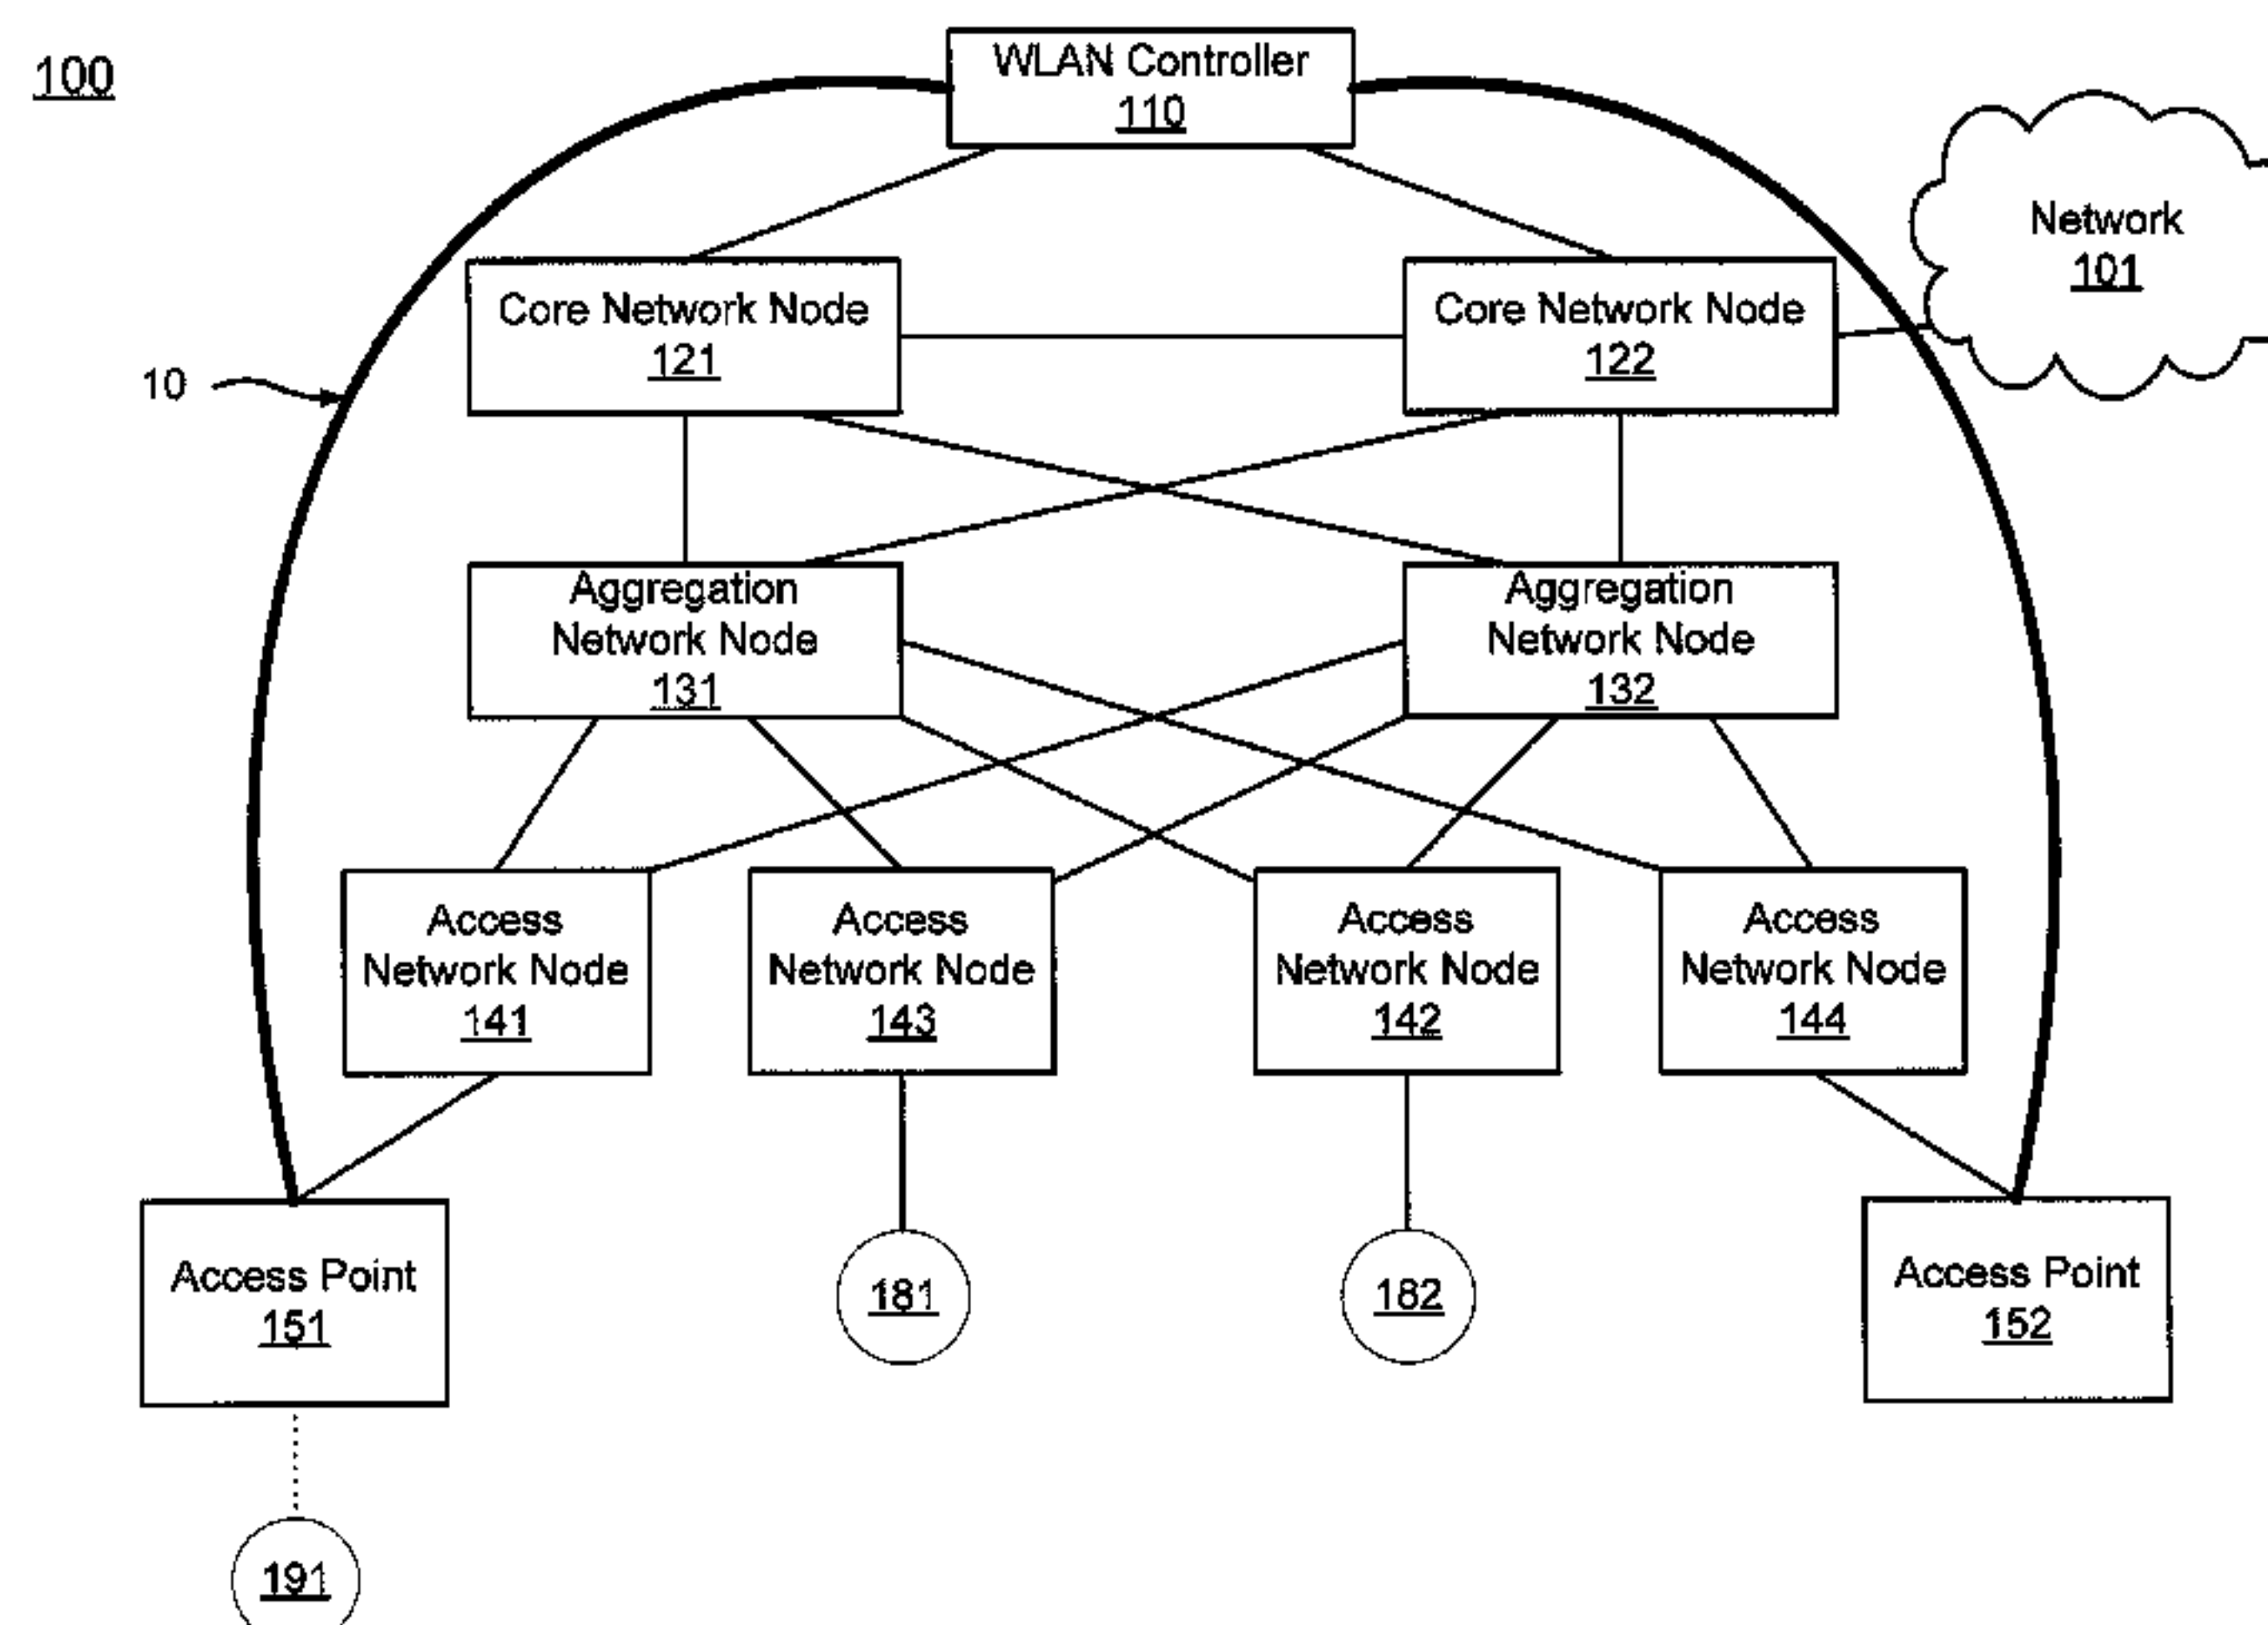 100
WLAN Controller
110
Network
101
Core Network Node
121
Core Network Node
122
10
Aggregation
Network Node
131
Aggregation
Network Node
132
Access
Network Node
141
Access
Network Node
143
Access
Network Node
142
Access
Network Node
144
Access Point
151
181
182
Access Point
152
191